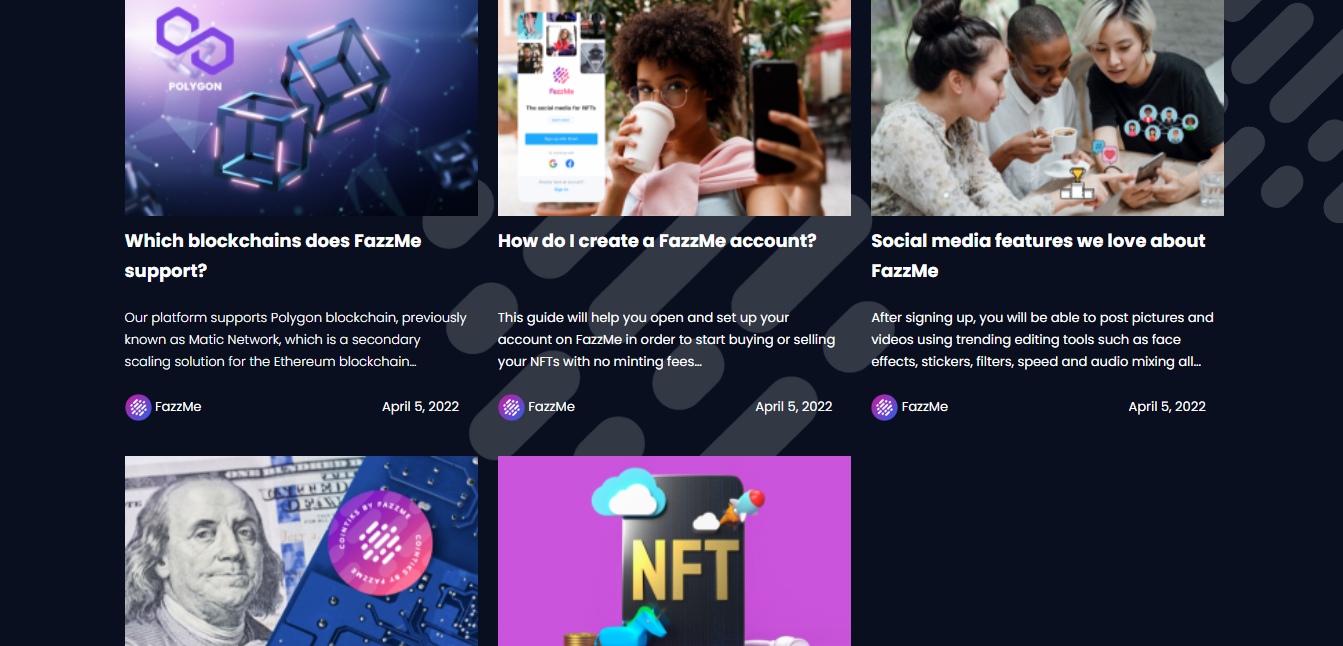 POLYGON
FazzMe
The social media for NFTs
Sign In
Which blockchains does FazzMe
support?
Our platform supports Polygon blockchain, previously
known as Matic Network, which is a secondary
scaling solution for the Ethereum blockchain...
FazzMe
April 5, 2022
How do I create a FazzMe account?
This guide will help you open and set up your
account on FazzMe in order to start buying or selling
your NFTs with no minting fees...
FazzMe
April 5, 2022
Social media features we love about
FazzMe
After signing up, you will be able to post pictures and
videos using trending editing tools such as face
effects, stickers, filters, speed and audio mixing all...
FazzMe
April 5, 2022
COINTIKS BY FAZZME
COINTIKS BY FAZZME
NFT